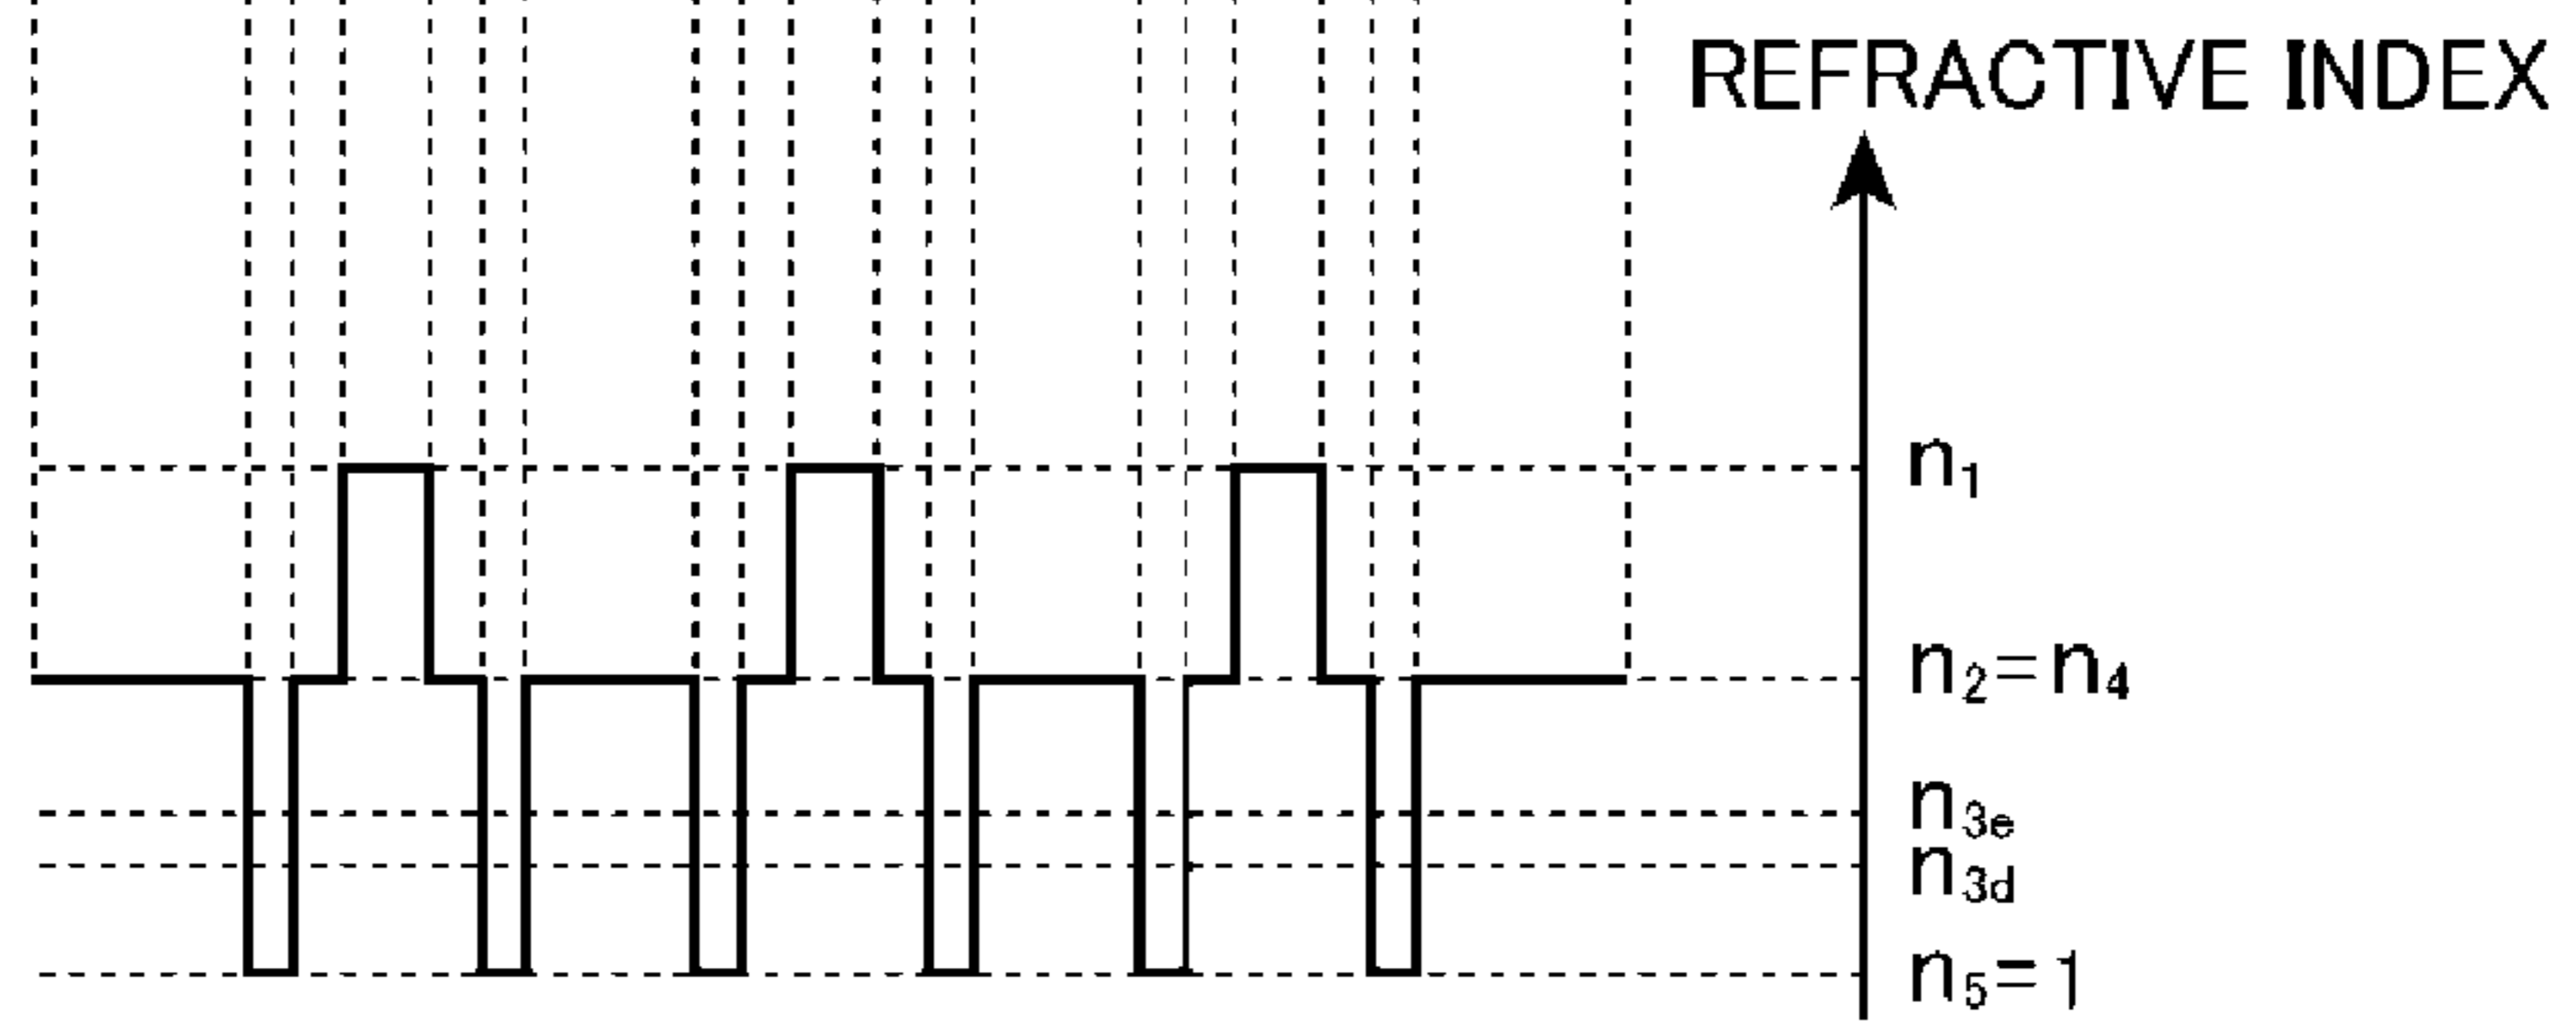 REFRACTIVE INDEX
n₁
n₂=n₄
n₃ₑ
n₃d
n₅=1